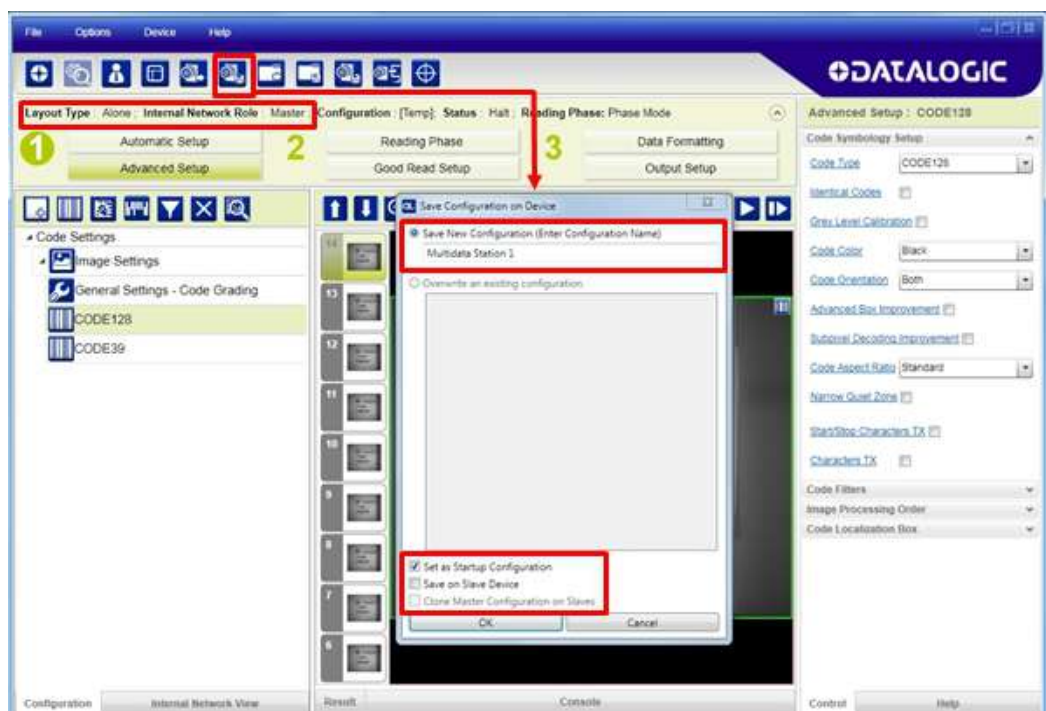 File Options Device Help
DATALOGIC
Layout Type : Alone ; Internal Network Role : Master ; Configuration : [Temp]; Status : Halt ; Reading Phase: Phase Mode
Advanced Setup : CODE128
1 Automatic Setup 2 Reading Phase 3 Data Formatting
Advanced Setup Good Read Setup Output Setup
Code Symbology Setup
Code Type CODE128
Identical Codes
Grey Level Calibration
Code Color Black
Code Orientation Both
Advanced Box Improvement
Subpixel Decoding Improvement
Code Aspect Ratio Standard
Narrow Quiet Zone
Start/Stop Characters TX
Characters TX
Code Filters
Image Processing Order
Code Localization Box
Code Settings
Image Settings
General Settings - Code Grading
CODE128
CODE39
14
13
12
11
10
9
8
7
6
Save Configuration on Device
Save New Configuration (Enter Configuration Name)
Multidata Station 1
Overwrite an existing configuration
Set as Startup Configuration
Save on Slave Device
Clone Master Configuration on Slaves
OK Cancel
Configuration Internal Network View Result Console Control Help